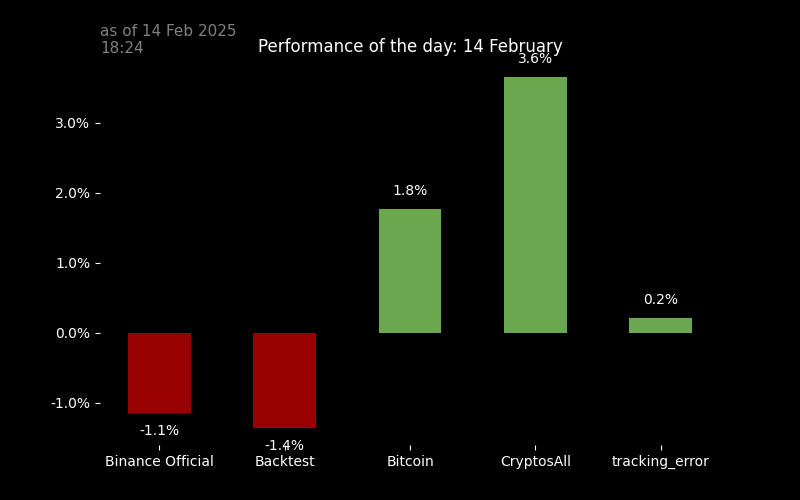 as of 14 Feb 2025
18:24
Performance of the day: 14 February
3.6%
3.0%
2.0%
1.8%
1.0%
0.2%
0.0%
-1.0%
-1.1%
-1.4%
Binance Official
Backtest
Bitcoin
CryptosAll
tracking_error